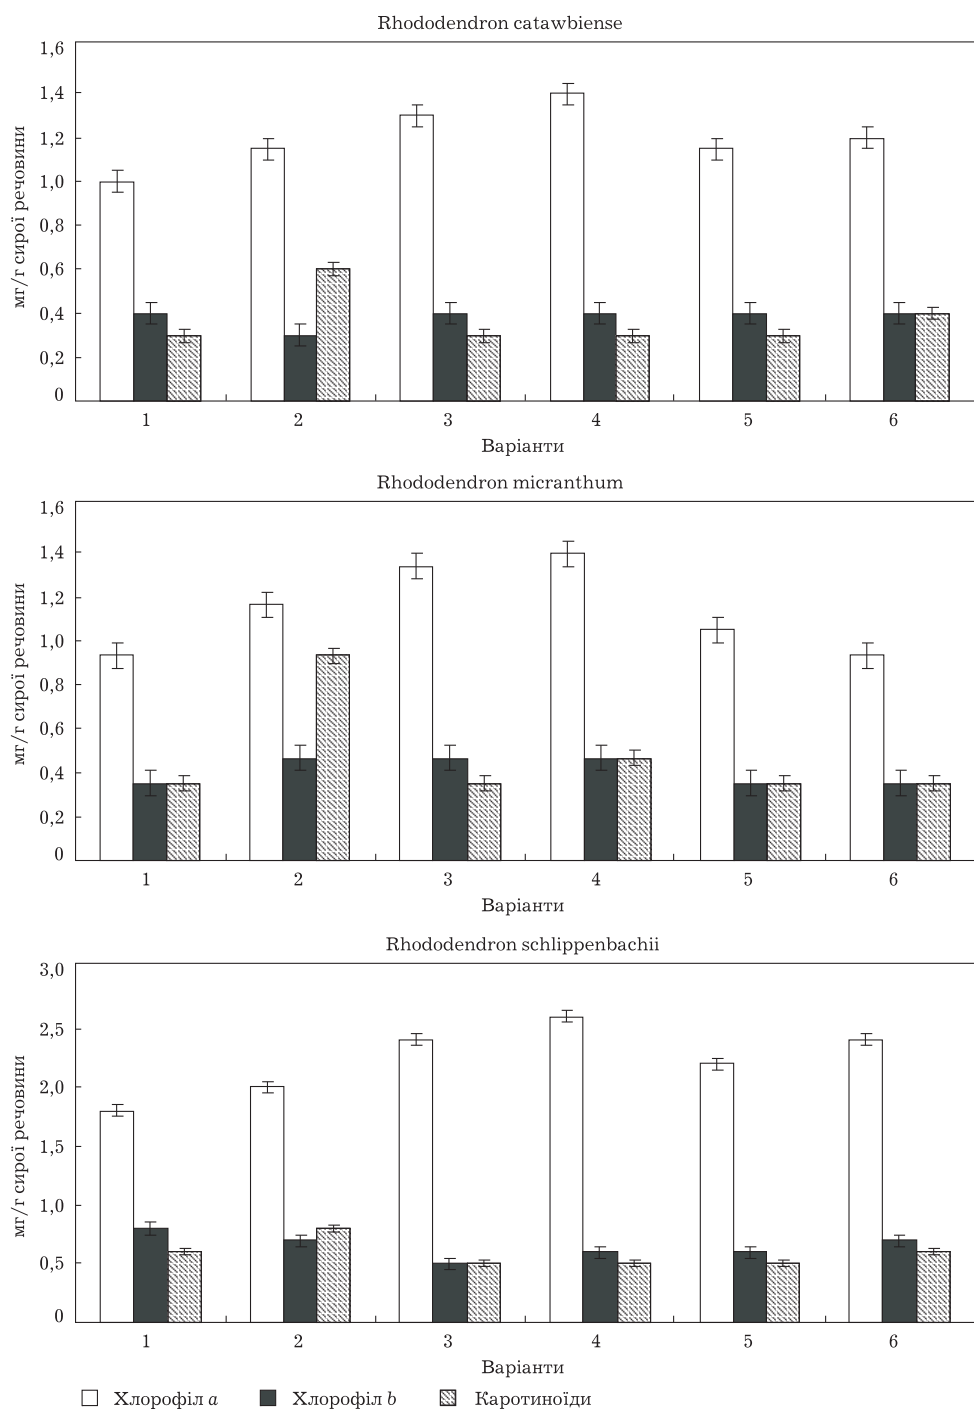 Rhododendron catawbiense
мг/г сирої речовини
1,6
1,4
1,2
1,0
0,8
0,6
0,4
0,2
0
1 2 3 4 5 6
Варіанти
Rhododendron micranthum
мг/г сирої речовини
1,6
1,4
1,2
1,0
0,8
0,6
0,4
0,2
0
1 2 3 4 5 6
Варіанти
Rhododendron schlippenbachii
мг/г сирої речовини
3,0
2,5
2,0
1,5
1,0
0,5
0
1 2 3 4 5 6
Варіанти
Хлорофіл a Хлорофіл b Каротиноїди